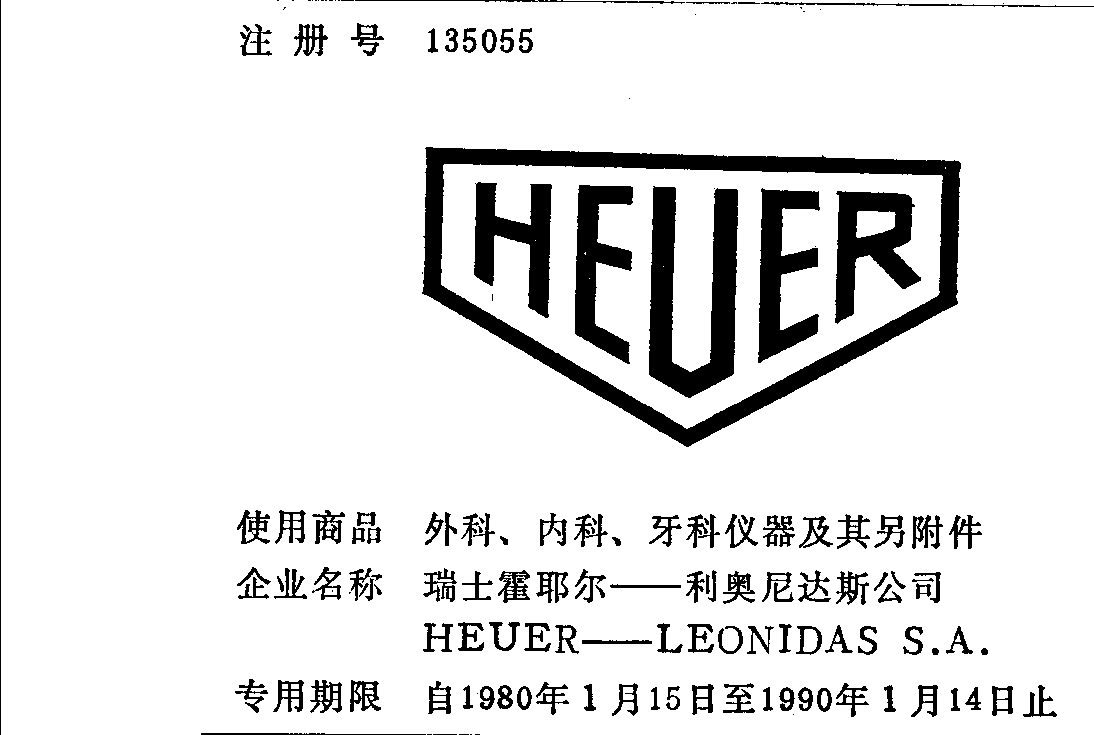 注 册 号 135055
HEUER
使用商品 外科、内科、牙科仪器及其另附件
企业名称 瑞士霍耶尔——利奥尼达斯公司
HEUER——LEONIDAS S.A.
专用期限 自1980年1月15日至1990年1月14日止